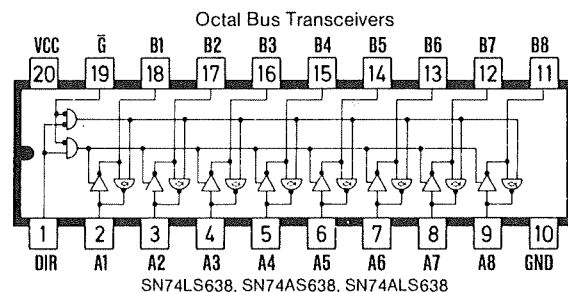 Octal Bus Transceivers
VCC G̅ B1 B2 B3 B4 B5 B6 B7 B8
20 19 18 17 16 15 14 13 12 11
1 2 3 4 5 6 7 8 9 10
DIR A1 A2 A3 A4 A5 A6 A7 A8 GND
SN74LS638, SN74AS638, SN74ALS638